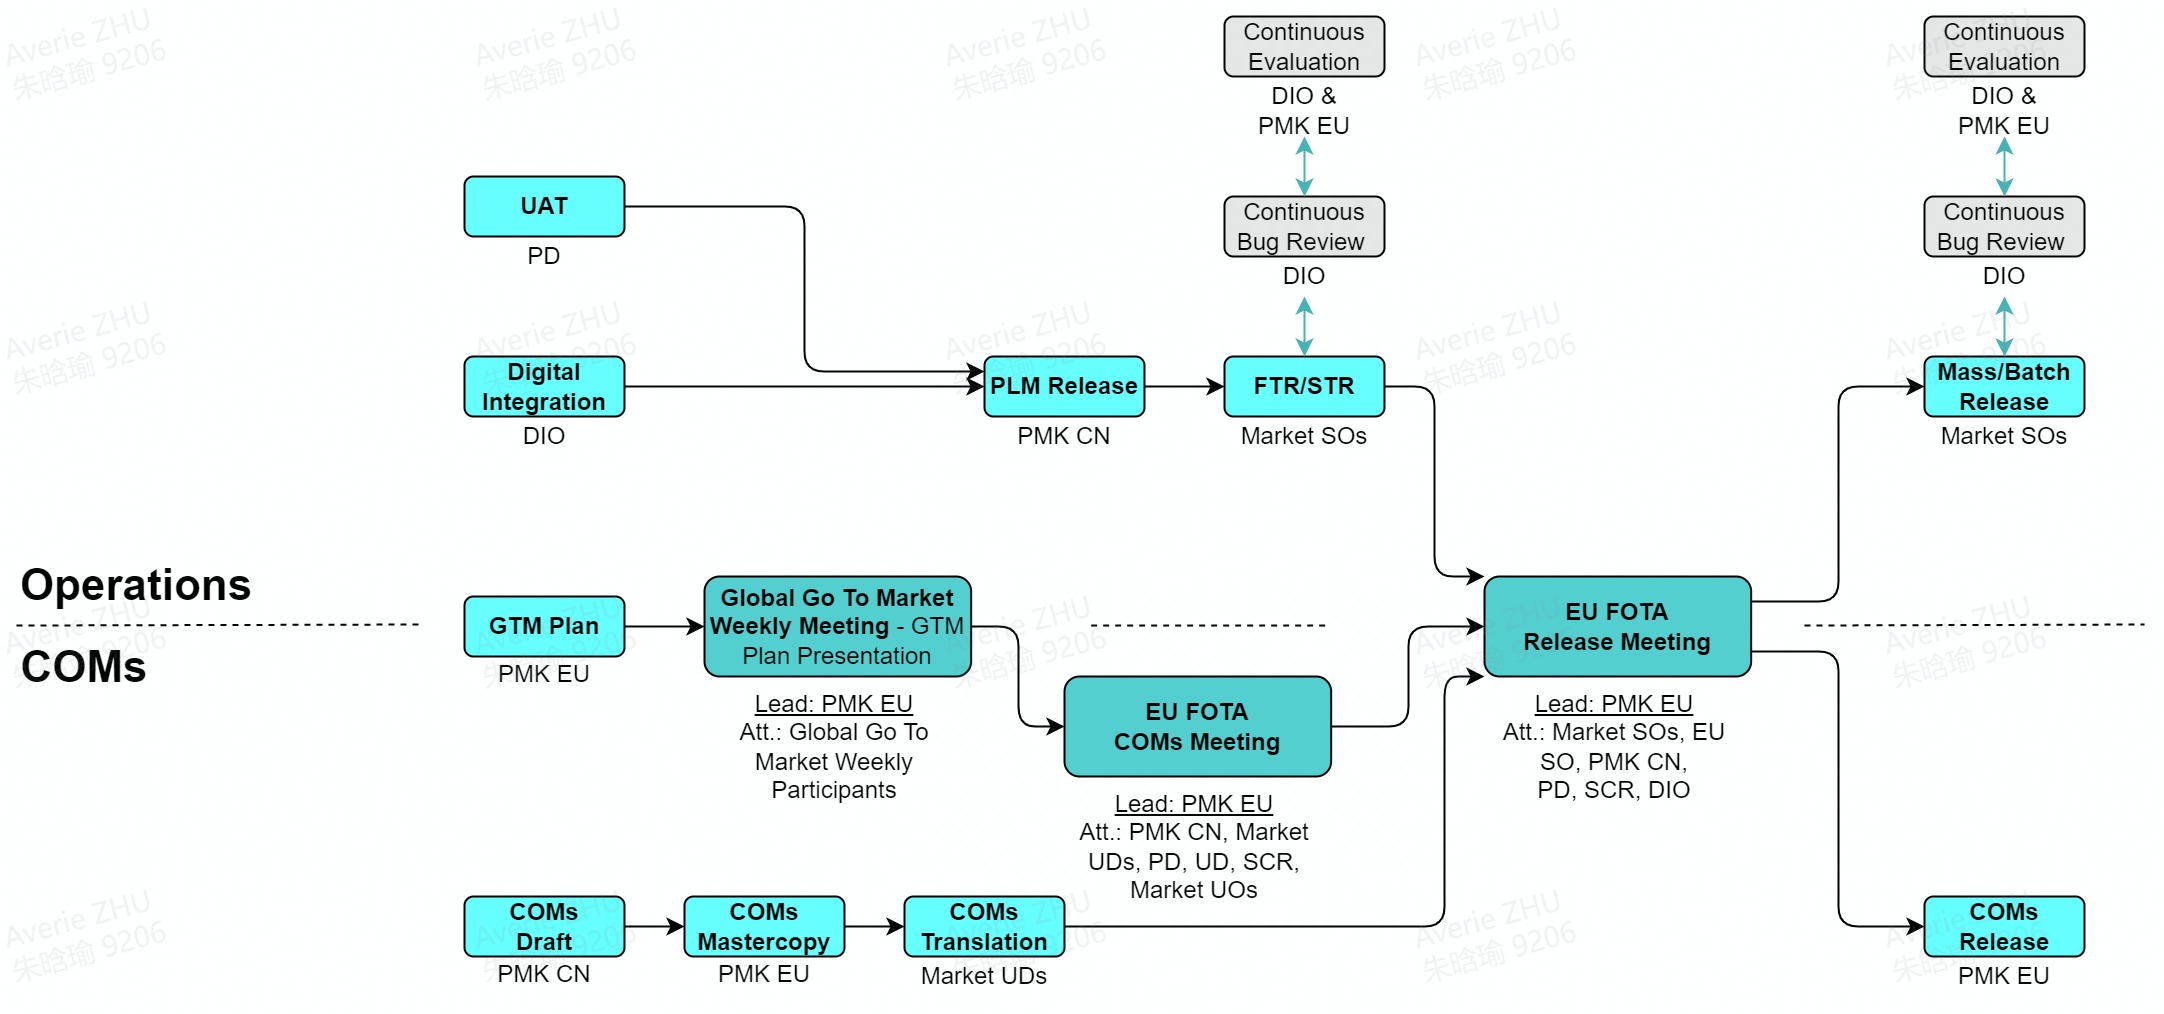 Continuous
Evaluation
DIO &
PMK EU
Continuous
Evaluation
DIO &
PMK EU
UAT
PD
Continuous
Bug Review
DIO
Continuous
Bug Review
DIO
Digital
Integration
DIO
PLM Release
PMK CN
FTR/STR
Market SOs
Mass/Batch
Release
Market SOs
Operations
COMs
GTM Plan
PMK EU
Global Go To Market
Weekly Meeting - GTM
Plan Presentation
Lead: PMK EU
Att.: Global Go To
Market Weekly
Participants
EU FOTA
COMs Meeting
Lead: PMK EU
Att.: PMK CN, Market
UDs, PD, UD, SCR,
Market UOs
EU FOTA
Release Meeting
Lead: PMK EU
Att.: Market SOs, EU
SO, PMK CN,
PD, SCR, DIO
COMs
Draft
PMK CN
COMs
Mastercopy
PMK EU
COMs
Translation
Market UDs
COMs
Release
PMK EU
Averie ZHU
朱晗瑜 9206